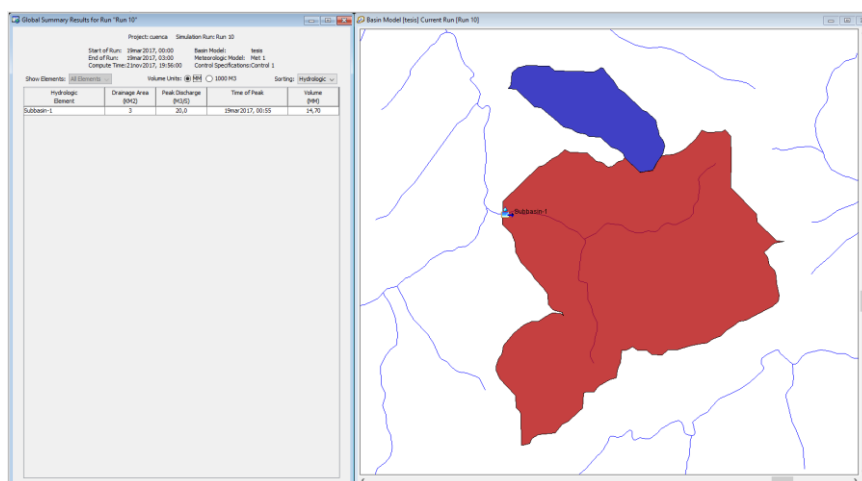 Global Summary Results for Run "Run 10"
Project: cuenca Simulation Run: Run 10
Start of Run: 19mar2017, 00:00 Basin Model: tesis
End of Run: 19mar2017, 03:00 Meteorologic Model: Met 1
Compute Time:21nov2017, 19:56:00 Control Specifications:Control 1
Show Elements: All Elements Volume Units: MM 1000 M3 Sorting: Hydrologic
Hydrologic Drainage Area Peak Discharge Time of Peak Volume
Element (KM2) (M3/S) (MM)
Subbasin-1 3 20,0 19mar2017, 00:55 14,70
Basin Model [tesis] Current Run [Run 10]
Subbasin-1